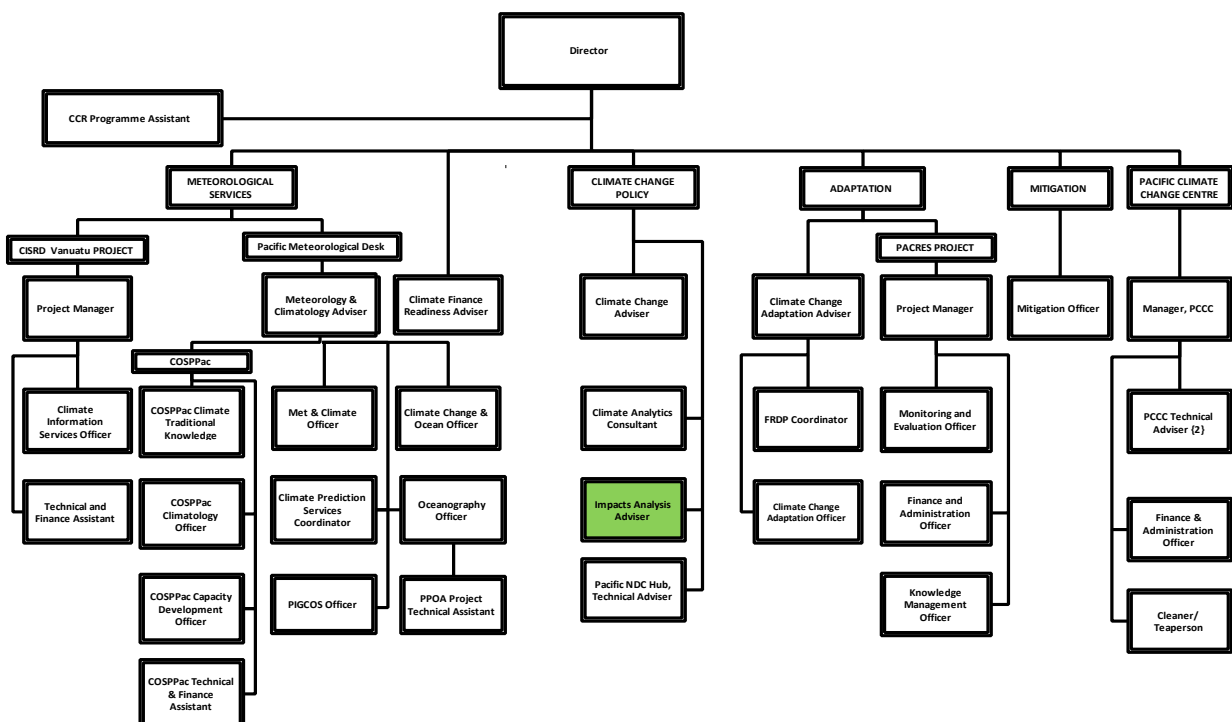 Director
CCR Programme Assistant
METEOROLOGICAL
SERVICES
CLIMATE CHANGE
POLICY
ADAPTATION
MITIGATION
PACIFIC CLIMATE
CHANGE CENTRE
CISRD Vanuatu PROJECT
Pacific Meteorological Desk
PACRES PROJECT
Project Manager
Meteorology &
Climatology Adviser
Climate Finance
Readiness Adviser
Climate Change
Adviser
Climate Change
Adaptation Adviser
Project Manager
Mitigation Officer
Manager, PCCC
COSPPac
Climate
Information
Services Officer
COSPPac Climate
Traditional
Knowledge
Met & Climate
Officer
Climate Change &
Ocean Officer
Climate Analytics
Consultant
FRDP Coordinator
Monitoring and
Evaluation Officer
PCCC Technical
Adviser {2}
Technical and
Finance Assistant
COSPPac
Climatology
Officer
Climate Prediction
Services
Coordinator
Oceanography
Officer
Impacts Analysis
Adviser
Climate Change
Adaptation Officer
Finance and
Administration
Officer
Finance &
Administration
Officer
COSPPac Capacity
Development
Officer
PIGCOS Officer
PPOA Project
Technical Assistant
Pacific NDC Hub,
Technical Adviser
Knowledge
Management
Officer
Cleaner/
Teaperson
COSPPac Technical
& Finance
Assistant